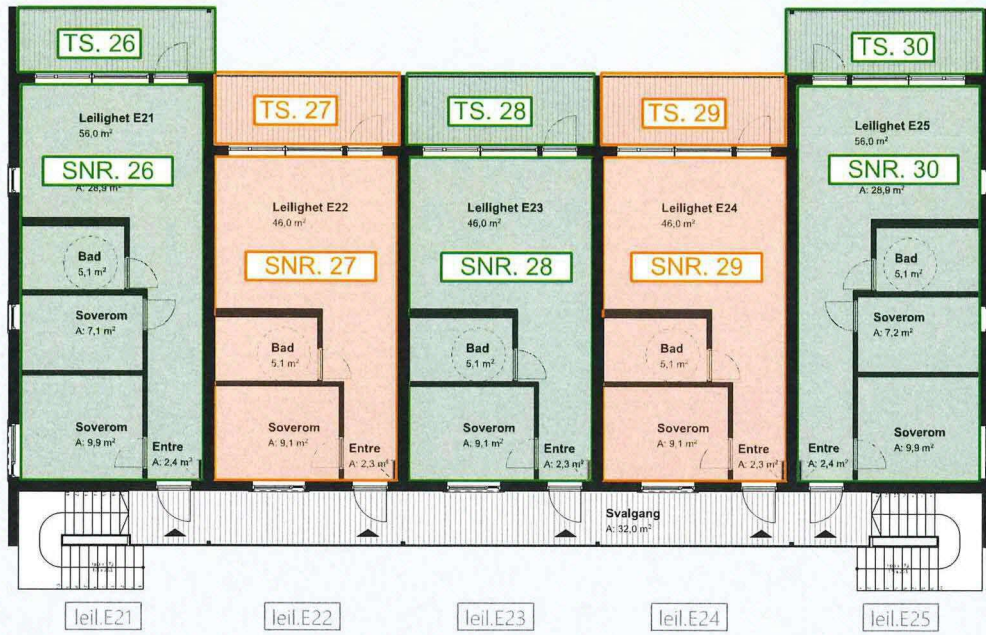 TS. 26
TS. 27
TS. 28
TS. 29
TS. 30
Leilighet E21
56,0 m²
SNR. 26
A: 28,9 m²
Bad
5,1 m²
Soverom
A: 7,1 m²
Soverom
A: 9,9 m²
Entre
A: 2,4 m²
Leilighet E22
46,0 m²
SNR. 27
Bad
5,1 m²
Soverom
A: 9,1 m²
Entre
A: 2,3 m²
Leilighet E23
46,0 m²
SNR. 28
Bad
5,1 m²
Soverom
A: 9,1 m²
Entre
A: 2,3 m²
Leilighet E24
46,0 m²
SNR. 29
Bad
5,1 m²
Soverom
A: 9,1 m²
Entre
A: 2,3 m²
Leilighet E25
56,0 m²
SNR. 30
A: 28,9 m²
Bad
5,1 m²
Soverom
A: 7,2 m²
Soverom
A: 9,9 m²
Entre
A: 2,4 m²
Svalgang
A: 32,0 m²
leil.E21
leil.E22
leil.E23
leil.E24
leil.E25